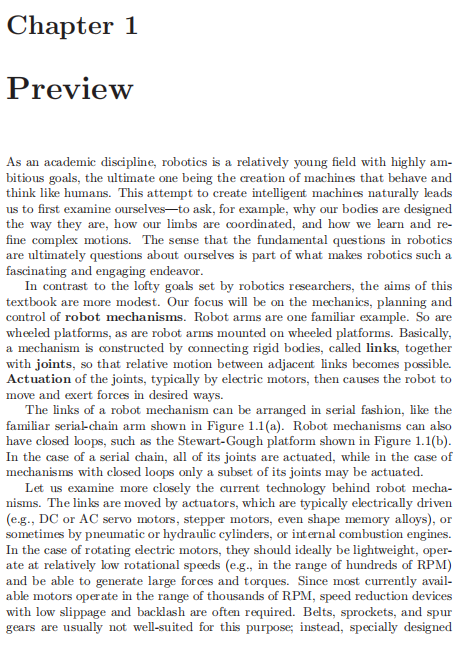 Chapter 1
Preview
As an academic discipline, robotics is a relatively young field with highly am-
bitious goals, the ultimate one being the creation of machines that behave and
think like humans. This attempt to create intelligent machines naturally leads
us to first examine ourselves—to ask, for example, why our bodies are designed
the way they are, how our limbs are coordinated, and how we learn and re-
fine complex motions. The sense that the fundamental questions in robotics
are ultimately questions about ourselves is part of what makes robotics such a
fascinating and engaging endeavor.
In contrast to the lofty goals set by robotics researchers, the aims of this
textbook are more modest. Our focus will be on the mechanics, planning and
control of robot mechanisms. Robot arms are one familiar example. So are
wheeled platforms, as are robot arms mounted on wheeled platforms. Basically,
a mechanism is constructed by connecting rigid bodies, called links, together
with joints, so that relative motion between adjacent links becomes possible.
Actuation of the joints, typically by electric motors, then causes the robot to
move and exert forces in desired ways.
The links of a robot mechanism can be arranged in serial fashion, like the
familiar serial-chain arm shown in Figure 1.1(a). Robot mechanisms can also
have closed loops, such as the Stewart-Gough platform shown in Figure 1.1(b).
In the case of a serial chain, all of its joints are actuated, while in the case of
mechanisms with closed loops only a subset of its joints may be actuated.
Let us examine more closely the current technology behind robot mecha-
nisms. The links are moved by actuators, which are typically electrically driven
(e.g., DC or AC servo motors, stepper motors, even shape memory alloys), or
sometimes by pneumatic or hydraulic cylinders, or internal combustion engines.
In the case of rotating electric motors, they should ideally be lightweight, oper-
ate at relatively low rotational speeds (e.g., in the range of hundreds of RPM)
and be able to generate large forces and torques. Since most currently avail-
able motors operate in the range of thousands of RPM, speed reduction devices
with low slippage and backlash are often required. Belts, sprockets, and spur
gears are usually not well-suited for this purpose; instead, specially designed